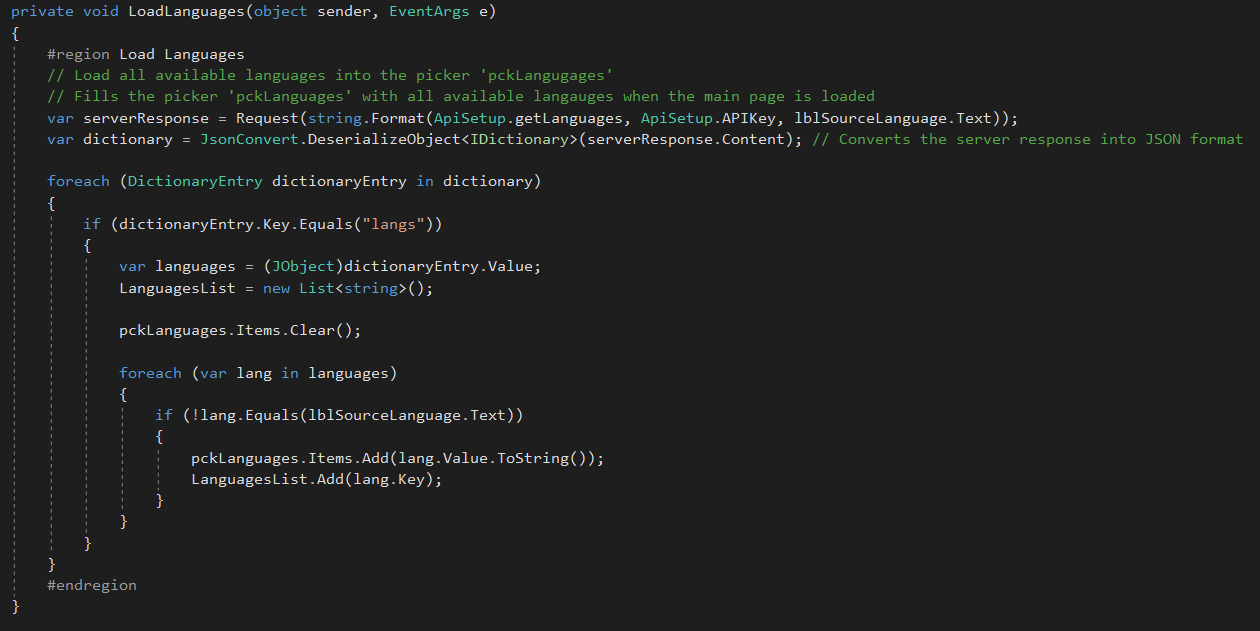 private void LoadLanguages(object sender, EventArgs e)
{
#region Load Languages
// Load all available languages into the picker 'pckLangugages'
// Fills the picker 'pckLanguages' with all available langauges when the main page is loaded
var serverResponse = Request(string.Format(ApiSetup.getLanguages, ApiSetup.APIKey, lblSourceLanguage.Text));
var dictionary = JsonConvert.DeserializeObject<IDictionary>(serverResponse.Content); // Converts the server response into JSON format
foreach (DictionaryEntry dictionaryEntry in dictionary)
{
if (dictionaryEntry.Key.Equals("langs"))
{
var languages = (JObject)dictionaryEntry.Value;
LanguagesList = new List<string>();
pckLanguages.Items.Clear();
foreach (var lang in languages)
{
if (!lang.Equals(lblSourceLanguage.Text))
{
pckLanguages.Items.Add(lang.Value.ToString());
LanguagesList.Add(lang.Key);
}
}
}
}
#endregion
}